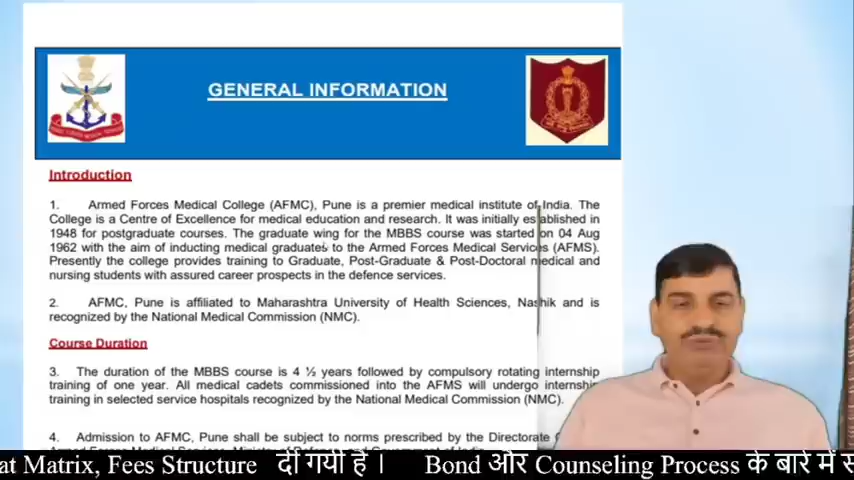 GENERAL INFORMATION
Introduction
1. Armed Forces Medical College (AFMC), Pune is a premier medical institute of India. The
College is a Centre of Excellence for medical education and research. It was initially established in
1948 for postgraduate courses. The graduate wing for the MBBS course was started on 04 Aug
1962 with the aim of inducting medical graduates to the Armed Forces Medical Services (AFMS).
Presently the college provides training to Graduate, Post-Graduate & Post-Doctoral medical and
nursing students with assured career prospects in the defence services.
2. AFMC, Pune is affiliated to Maharashtra University of Health Sciences, Nashik and is
recognized by the National Medical Commission (NMC).
Course Duration
3. The duration of the MBBS course is 4 ½ years followed by compulsory rotating internship
training of one year. All medical cadets commissioned into the AFMS will undergo internship
training in selected service hospitals recognized by the National Medical Commission (NMC).
4. Admission to AFMC, Pune shall be subject to norms prescribed by the Directorate
at Matrix, Fees Structure दी गयी है । Bond और Counseling Process के बारे में स